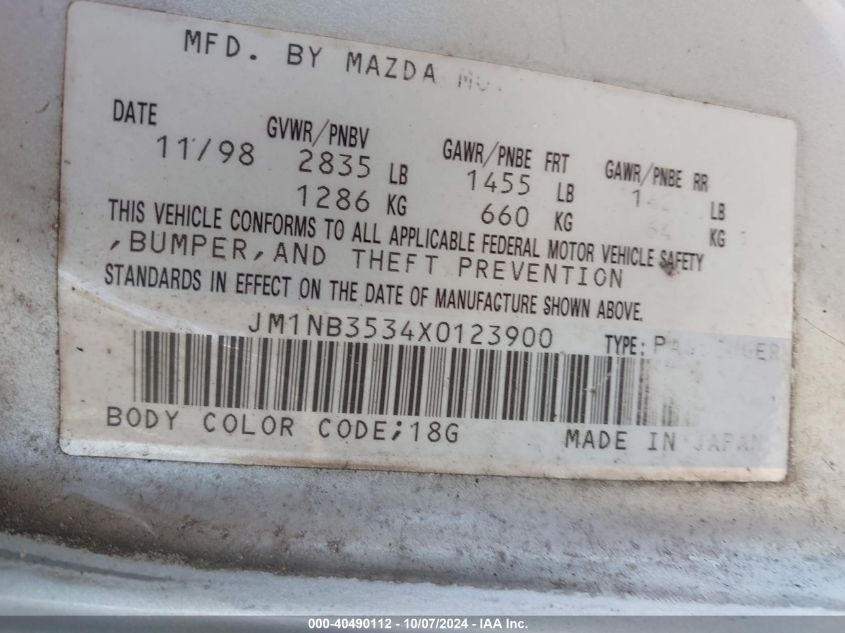 MFD. BY MAZDA
DATE GVWR/PNBV GAWR/PNBE FRT GAWR/PNBE RR
11/98 2835 LB 1455 LB LB
1286 KG 660 KG KG
THIS VEHICLE CONFORMS TO ALL APPLICABLE FEDERAL MOTOR VEHICLE SAFETY
,BUMPER,AND THEFT PREVENTION
STANDARDS IN EFFECT ON THE DATE OF MANUFACTURE SHOWN ABOVE.
JM1NB3534X0123900 TYPE:
BODY COLOR CODE;18G MADE IN JAPAN
000-40490112 - 10/07/2024 - IAA Inc.